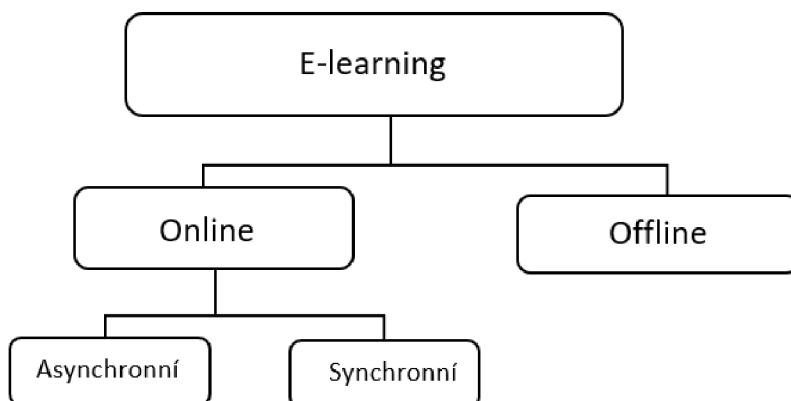 E-learning
Online
Offline
Asynchronní
Synchronní